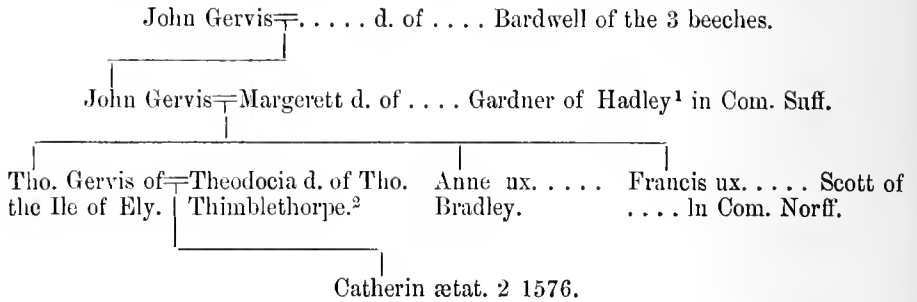 John Gervis=. . . . . d. of . . . . Bardwell of the 3 beeches.
John Gervis=Margerett d. of . . . . Gardner of Hadley¹ in Com. Suff.
Tho. Gervis of=Theodocia d. of Tho. Anne ux. . . . . Francis ux. . . . . Scott of
the Ile of Ely. Thimblethorpe.² Bradley. . . . . In Com. Norff.
Catherin ætat. 2 1576.